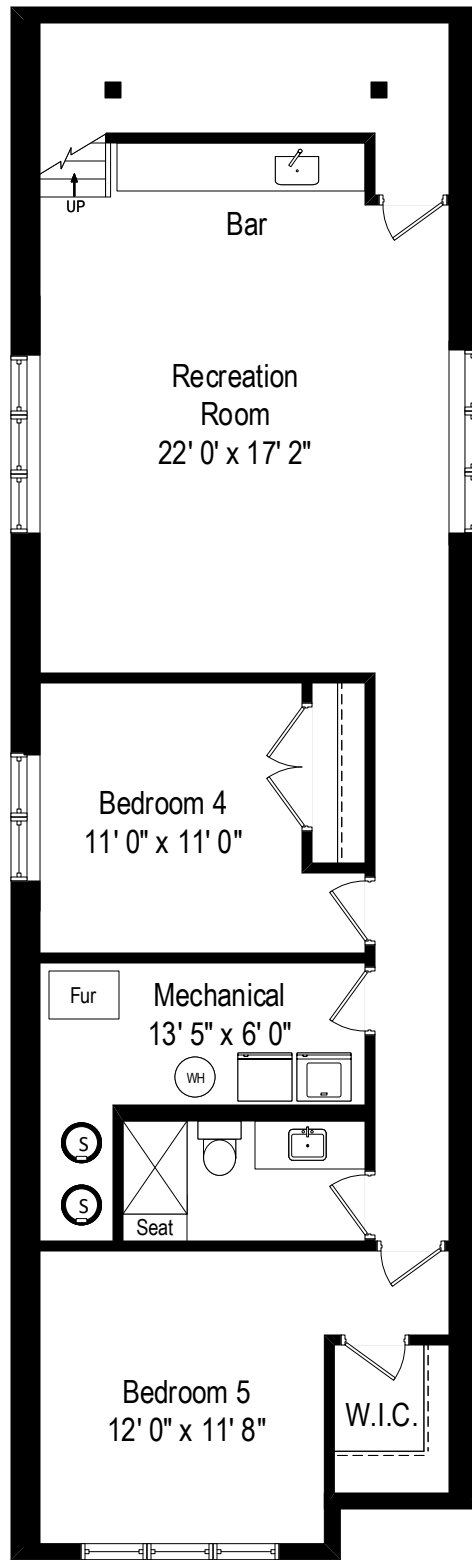 UP
Bar
Recreation
Room
22' 0' x 17' 2"
Bedroom 4
11' 0" x 11' 0"
Fur
Mechanical
13' 5" x 6' 0"
WH
S
S
Seat
Bedroom 5
12' 0" x 11' 8"
W.I.C.